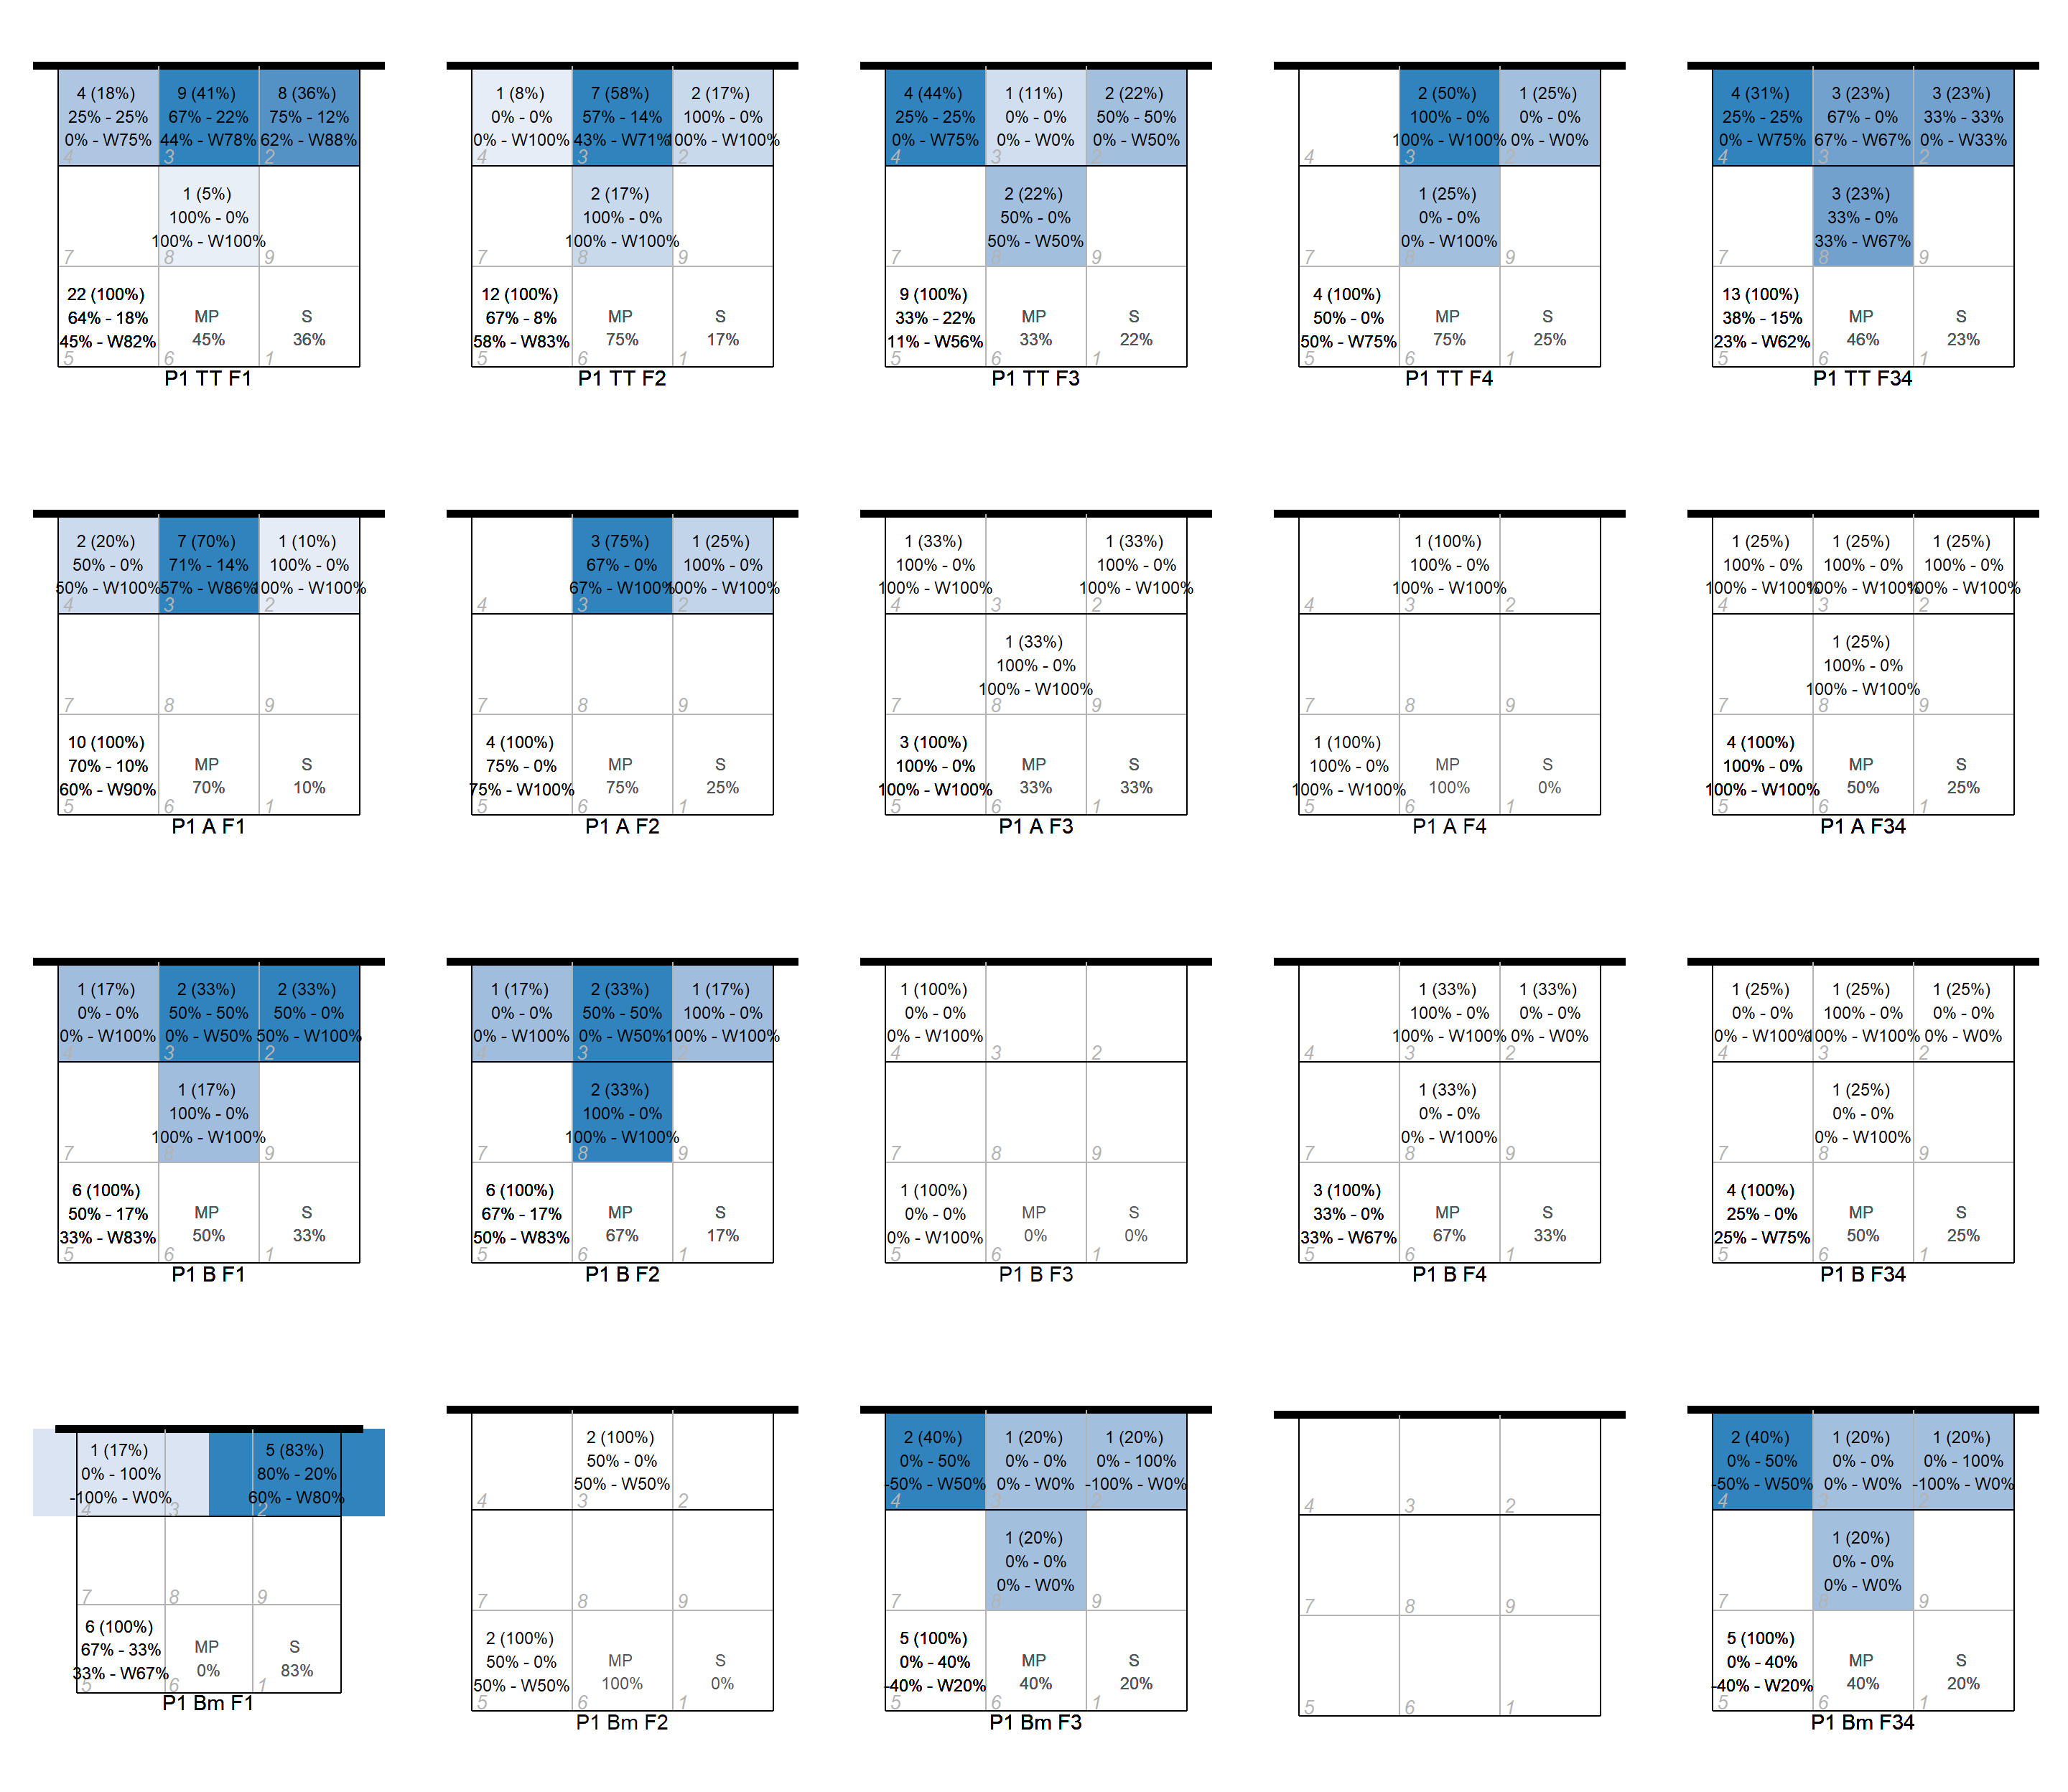 4 (18%)
25% - 25%
0% - W75%
4
9 (41%)
67% - 22%
44% - W78%
3
8 (36%)
75% - 12%
62% - W88%
2
7
1 (5%)
100% - 0%
100% - W100%
8
9
22 (100%)
64% - 18%
45% - W82%
5
MP
45%
6
S
36%
1
P1 TT F1
1 (8%)
0% - 0%
0% - W100%
4
7 (58%)
57% - 14%
43% - W71%
3
2 (17%)
100% - 0%
100% - W100%
2
7
2 (17%)
100% - 0%
100% - W100%
8
9
12 (100%)
67% - 8%
58% - W83%
5
MP
75%
6
S
17%
1
P1 TT F2
4 (44%)
25% - 25%
0% - W75%
4
1 (11%)
0% - 0%
0% - W0%
3
2 (22%)
50% - 50%
0% - W50%
2
7
2 (22%)
50% - 0%
50% - W50%
8
9
9 (100%)
33% - 22%
11% - W56%
5
MP
33%
6
S
22%
1
P1 TT F3
4
2 (50%)
100% - 0%
100% - W100%
3
1 (25%)
0% - 0%
0% - W0%
2
7
1 (25%)
0% - 0%
0% - W100%
8
9
4 (100%)
50% - 0%
50% - W75%
5
MP
75%
6
S
25%
1
P1 TT F4
4 (31%)
25% - 25%
0% - W75%
4
3 (23%)
67% - 0%
67% - W67%
3
3 (23%)
33% - 33%
0% - W33%
2
7
3 (23%)
33% - 0%
33% - W67%
8
9
13 (100%)
38% - 15%
23% - W62%
5
MP
46%
6
S
23%
1
P1 TT F34
2 (20%)
50% - 0%
50% - W100%
4
7 (70%)
71% - 14%
57% - W86%
3
1 (10%)
100% - 0%
100% - W100%
2
7
8
9
10 (100%)
70% - 10%
60% - W90%
5
MP
70%
6
S
10%
1
P1 A F1
4
3 (75%)
67% - 0%
67% - W100%
3
1 (25%)
100% - 0%
100% - W100%
2
7
8
9
4 (100%)
75% - 0%
75% - W100%
5
MP
75%
6
S
25%
1
P1 A F2
1 (33%)
100% - 0%
100% - W100%
4
3
1 (33%)
100% - 0%
100% - W100%
2
7
1 (33%)
100% - 0%
100% - W100%
8
9
3 (100%)
100% - 0%
100% - W100%
5
MP
33%
6
S
33%
1
P1 A F3
4
1 (100%)
100% - 0%
100% - W100%
3
2
7
8
9
1 (100%)
100% - 0%
100% - W100%
5
MP
100%
6
S
0%
1
P1 A F4
1 (25%)
100% - 0%
100% - W100%
4
1 (25%)
100% - 0%
100% - W100%
3
1 (25%)
100% - 0%
100% - W100%
2
7
1 (25%)
100% - 0%
100% - W100%
8
9
4 (100%)
100% - 0%
100% - W100%
5
MP
50%
6
S
25%
1
P1 A F34
1 (17%)
0% - 0%
0% - W100%
4
2 (33%)
50% - 50%
0% - W50%
3
2 (33%)
50% - 0%
50% - W100%
2
7
1 (17%)
100% - 0%
100% - W100%
8
9
6 (100%)
50% - 17%
33% - W83%
5
MP
50%
6
S
33%
1
P1 B F1
1 (17%)
0% - 0%
0% - W100%
4
2 (33%)
50% - 50%
0% - W50%
3
1 (17%)
100% - 0%
100% - W100%
2
7
2 (33%)
100% - 0%
100% - W100%
8
9
6 (100%)
67% - 17%
50% - W83%
5
MP
67%
6
S
17%
1
P1 B F2
1 (100%)
0% - 0%
0% - W100%
4
3
2
7
8
9
1 (100%)
0% - 0%
0% - W100%
5
MP
0%
6
S
0%
1
P1 B F3
4
1 (33%)
100% - 0%
100% - W100%
3
1 (33%)
0% - 0%
0% - W0%
2
7
1 (33%)
0% - 0%
0% - W100%
8
9
3 (100%)
33% - 0%
33% - W67%
5
MP
67%
6
S
33%
1
P1 B F4
1 (25%)
0% - 0%
0% - W100%
4
1 (25%)
100% - 0%
100% - W100%
3
1 (25%)
0% - 0%
0% - W0%
2
7
1 (25%)
0% - 0%
0% - W100%
8
9
4 (100%)
25% - 0%
25% - W75%
5
MP
50%
6
S
25%
1
P1 B F34
1 (17%)
0% - 100%
-100% - W0%
4
3
5 (83%)
80% - 20%
60% - W80%
2
7
8
9
6 (100%)
67% - 33%
33% - W67%
5
MP
0%
6
S
83%
1
P1 Bm F1
4
2 (100%)
50% - 0%
50% - W50%
3
2
7
8
9
2 (100%)
50% - 0%
50% - W50%
5
MP
100%
6
S
0%
1
P1 Bm F2
2 (40%)
0% - 50%
-50% - W50%
4
1 (20%)
0% - 0%
0% - W0%
3
1 (20%)
0% - 100%
-100% - W0%
2
7
1 (20%)
0% - 0%
0% - W0%
8
9
5 (100%)
0% - 40%
-40% - W20%
5
MP
40%
6
S
20%
1
P1 Bm F3
4
3
2
7
8
9
5
6
1
2 (40%)
0% - 50%
-50% - W50%
4
1 (20%)
0% - 0%
0% - W0%
3
1 (20%)
0% - 100%
-100% - W0%
2
7
1 (20%)
0% - 0%
0% - W0%
8
9
5 (100%)
0% - 40%
-40% - W20%
5
MP
40%
6
S
20%
1
P1 Bm F34